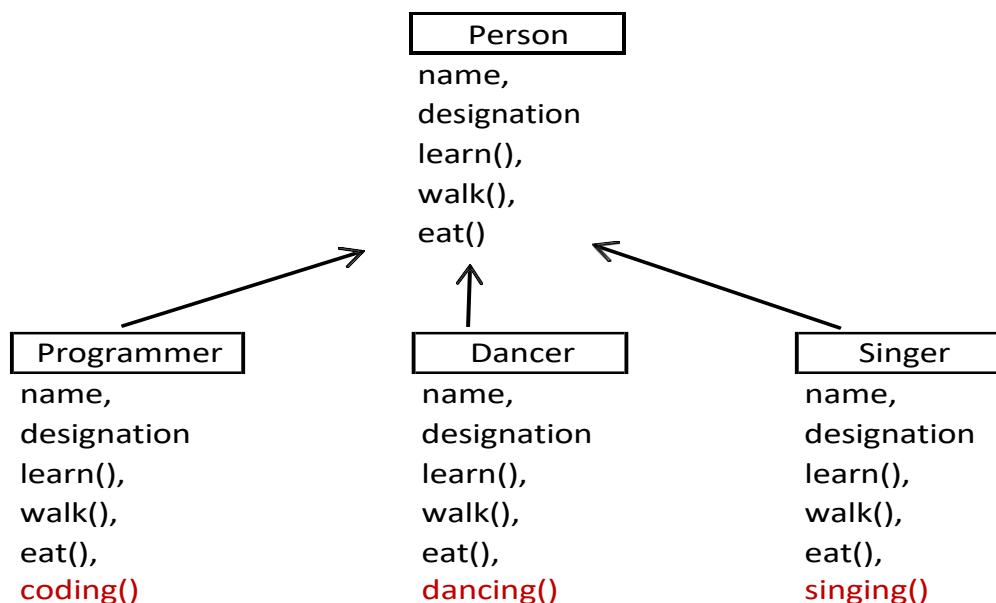 Person
name,
designation
learn(),
walk(),
eat()
Programmer
name,
designation
learn(),
walk(),
eat(),
coding()
Dancer
name,
designation
learn(),
walk(),
eat(),
dancing()
Singer
name,
designation
learn(),
walk(),
eat(),
singing()